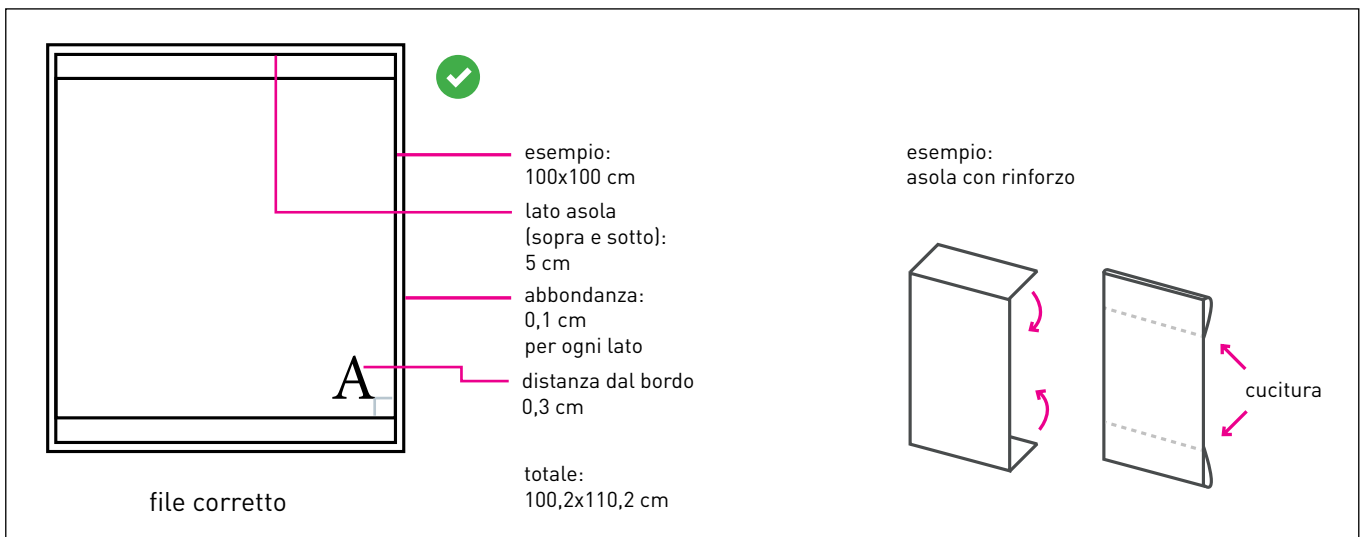 esempio:
100x100 cm
lato asola
(sopra e sotto):
5 cm
abbondanza:
0,1 cm
per ogni lato
A
distanza dal bordo
0,3 cm
totale:
100,2x110,2 cm
file corretto
esempio:
asola con rinforzo
cucitura